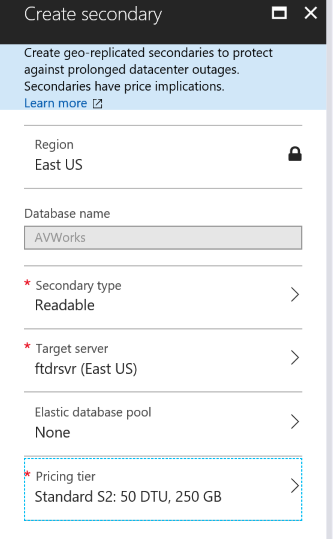 Create secondary
Create geo-replicated secondaries to protect
against prolonged datacenter outages.
Secondaries have price implications.
Learn more
Region
East US
Database name
AVWorks
* Secondary type
Readable
* Target server
ftdrsvr (East US)
Elastic database pool
None
* Pricing tier
Standard S2: 50 DTU, 250 GB